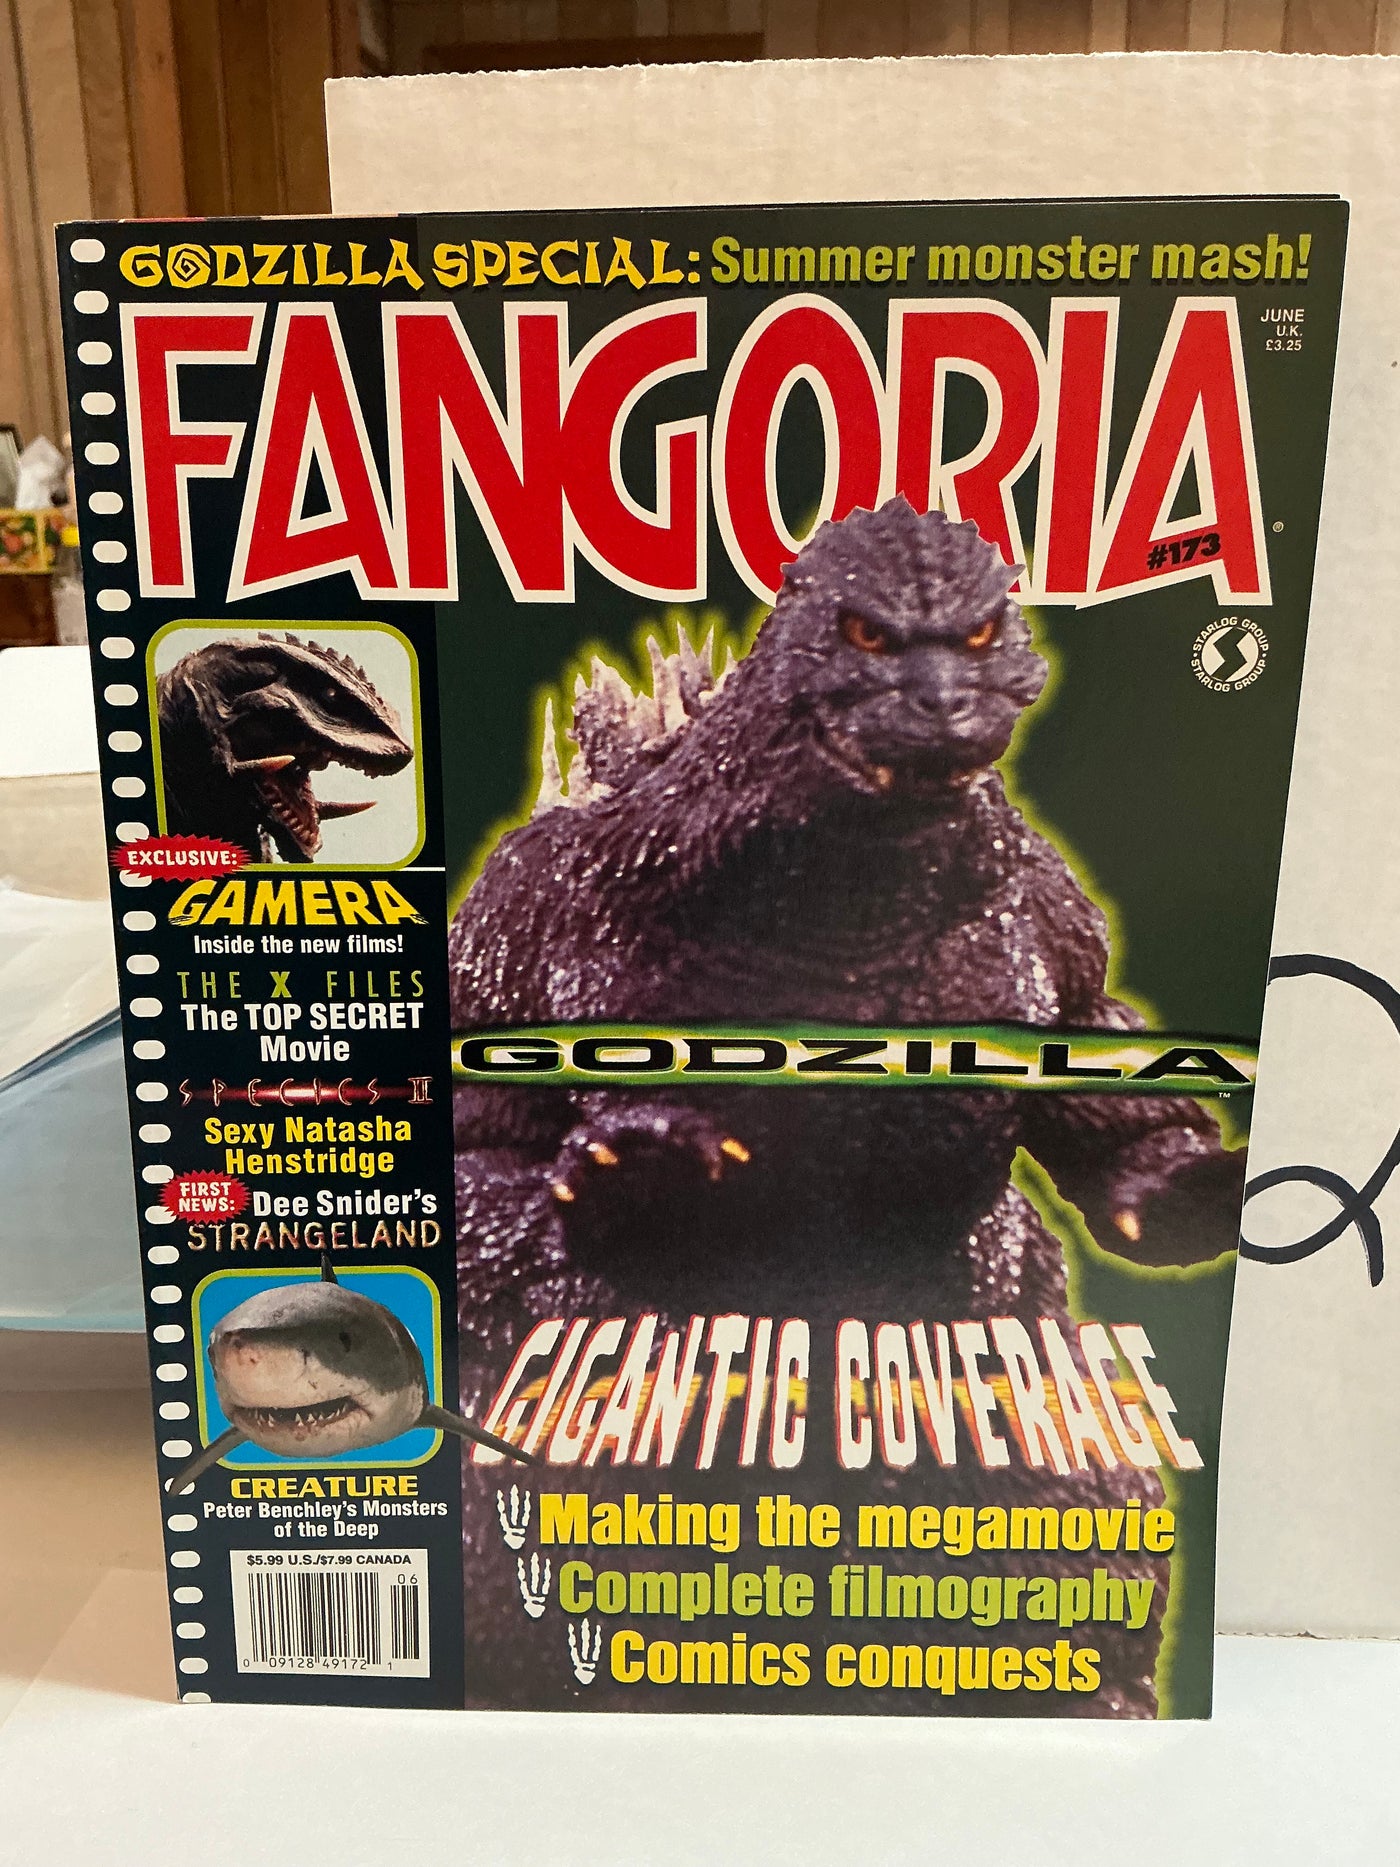 GODZILLA SPECIAL: Summer monster mash!
FANGORIA
JUNE
U.K.
£3.25
®
#173
STARLOG GROUP • STARLOG GROUP •
EXCLUSIVE:
GAMERA
Inside the new films!
THE X FILES
The TOP SECRET
Movie
SPECIES II
Sexy Natasha
Henstridge
FIRST
NEWS:
Dee Snider's
STRANGELAND
CREATURE
Peter Benchley's Monsters
of the Deep
$5.99 U.S./$7.99 CANADA
06
0 09128 49172 1
GODZILLA
TM
GIGANTIC COVERAGE
Making the megamovie
Complete filmography
Comics conquests
2